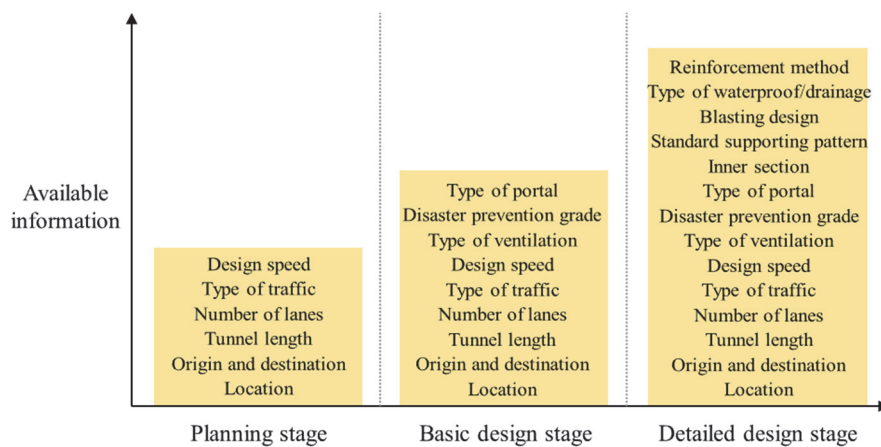 Available
information
Design speed
Type of traffic
Number of lanes
Tunnel length
Origin and destination
Location
Planning stage
Type of portal
Disaster prevention grade
Type of ventilation
Design speed
Type of traffic
Number of lanes
Tunnel length
Origin and destination
Location
Basic design stage
Reinforcement method
Type of waterproof/drainage
Blasting design
Standard supporting pattern
Inner section
Type of portal
Disaster prevention grade
Type of ventilation
Design speed
Type of traffic
Number of lanes
Tunnel length
Origin and destination
Location
Detailed design stage